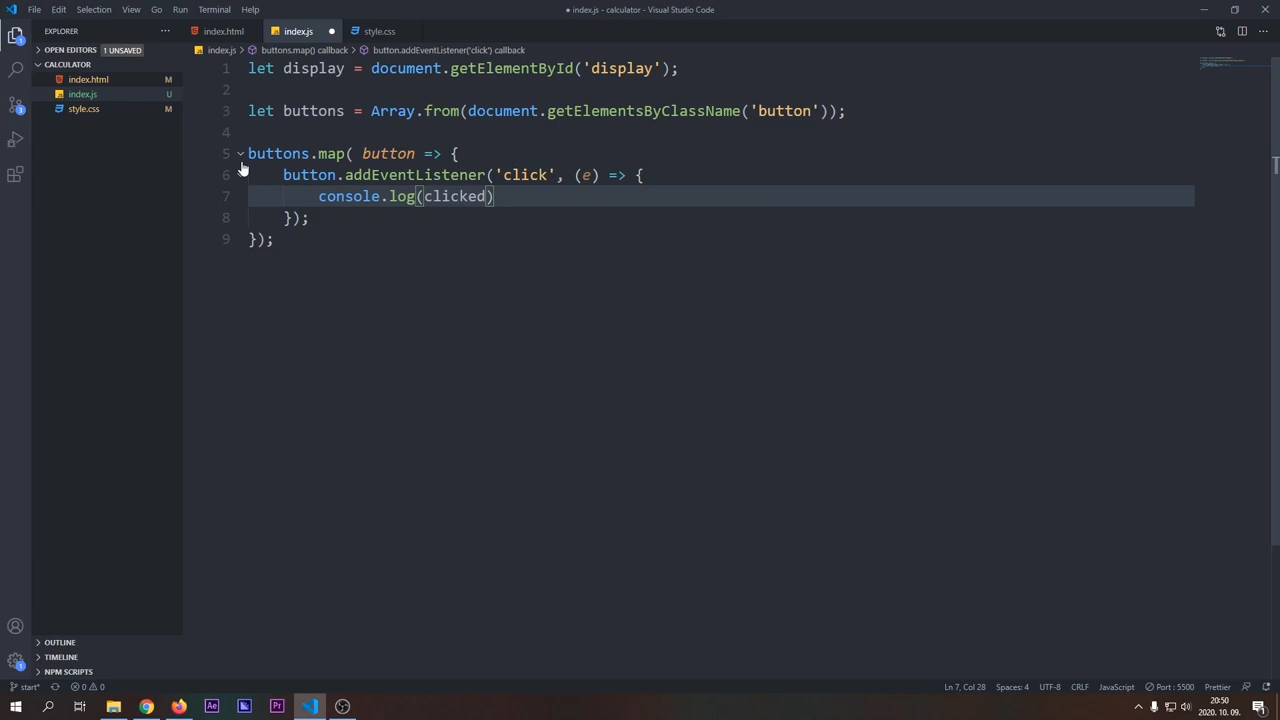 File Edit Selection View Go Run Terminal Help
● index.js - calculator - Visual Studio Code
EXPLORER
index.html
index.js
style.css
OPEN EDITORS 1 UNSAVED
index.js > buttons.map() callback > button.addEventListener('click') callback
CALCULATOR
index.html M
index.js U
style.css M
1 let display = document.getElementById('display');
2
3 let buttons = Array.from(document.getElementsByClassName('button'));
4
5 buttons.map( button => {
6 button.addEventListener('click', (e) => {
7 console.log(clicked)
8 });
9 });
OUTLINE
TIMELINE
NPM SCRIPTS
start* 0 0
Ln 7, Col 28 Spaces: 4 UTF-8 CRLF JavaScript Port : 5500 Prettier
Ae Pr
20:50
2020. 10. 09.